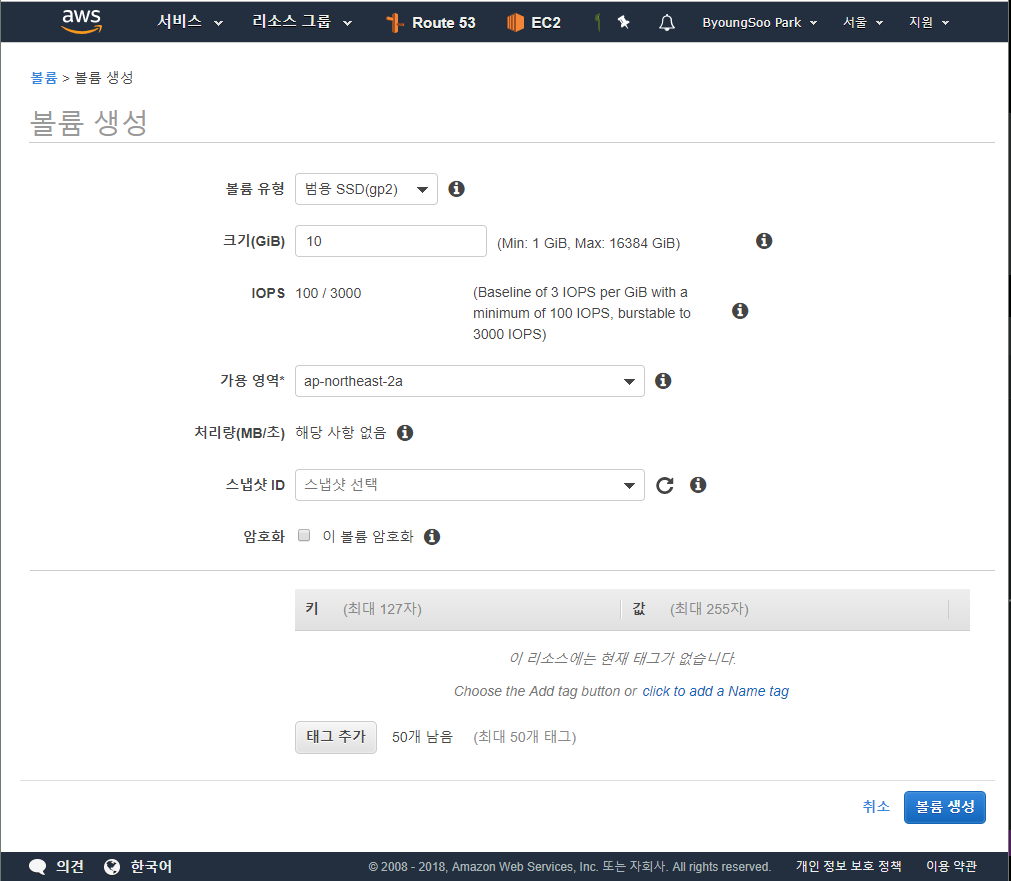 aws 서비스 리소스 그룹 Route 53 EC2 ByoungSoo Park 서울 지원
볼륨 > 볼륨 생성
볼륨 생성
볼륨 유형 범용 SSD(gp2)
크기(GiB) 10 (Min: 1 GiB, Max: 16384 GiB)
IOPS 100 / 3000 (Baseline of 3 IOPS per GiB with a
minimum of 100 IOPS, burstable to
3000 IOPS)
가용 영역* ap-northeast-2a
처리량(MB/초) 해당 사항 없음
스냅샷 ID 스냅샷 선택
암호화 이 볼륨 암호화
키 (최대 127자) 값 (최대 255자)
이 리소스에는 현재 태그가 없습니다.
Choose the Add tag button or click to add a Name tag
태그 추가 50개 남음 (최대 50개 태그)
취소 볼륨 생성
의견 한국어 © 2008 - 2018, Amazon Web Services, Inc. 또는 자회사. All rights reserved. 개인 정보 보호 정책 이용 약관